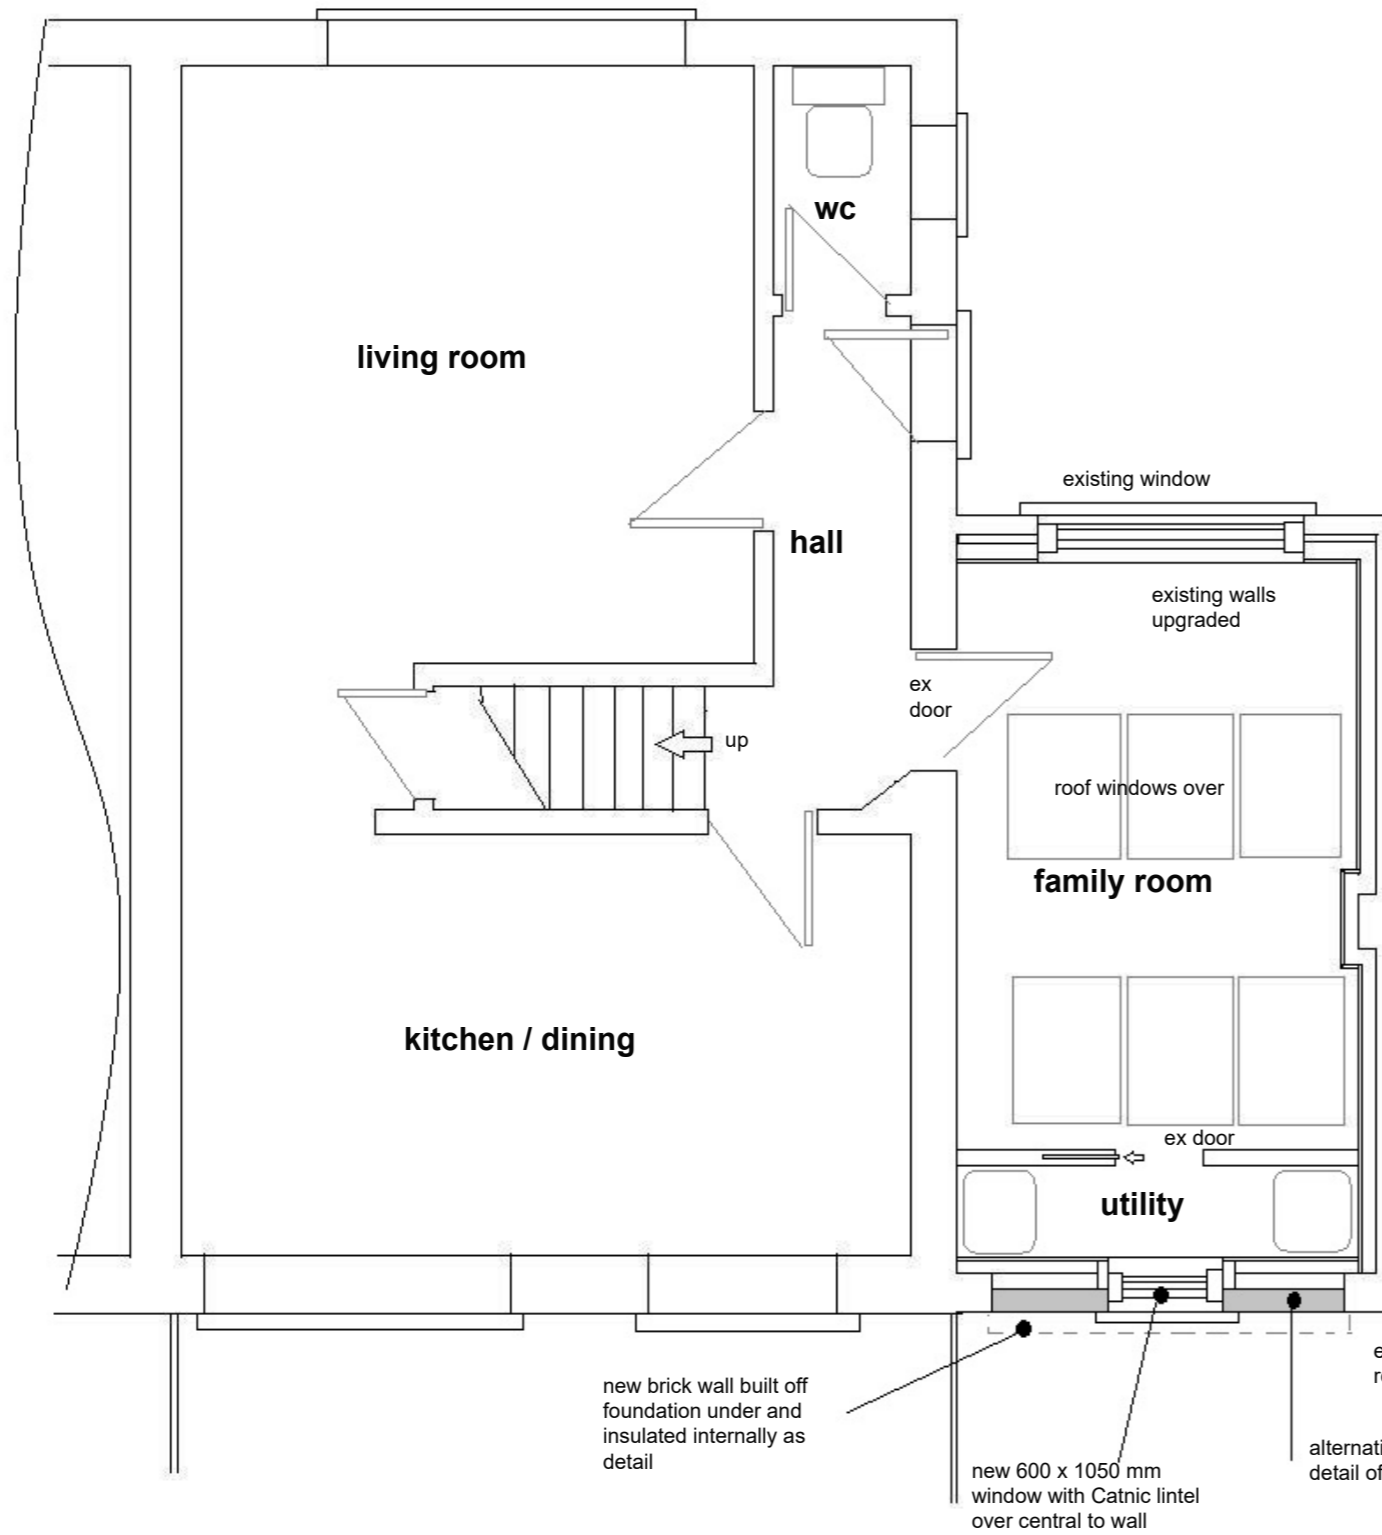 wc
living room
existing window
hall
existing walls
upgraded
ex
door
up
roof windows over
family room
kitchen / dining
ex door
utility
new brick wall built off
foundation under and
insulated internally as
detail
new 600 x 1050 mm
window with Catnic lintel
over central to wall
detail of